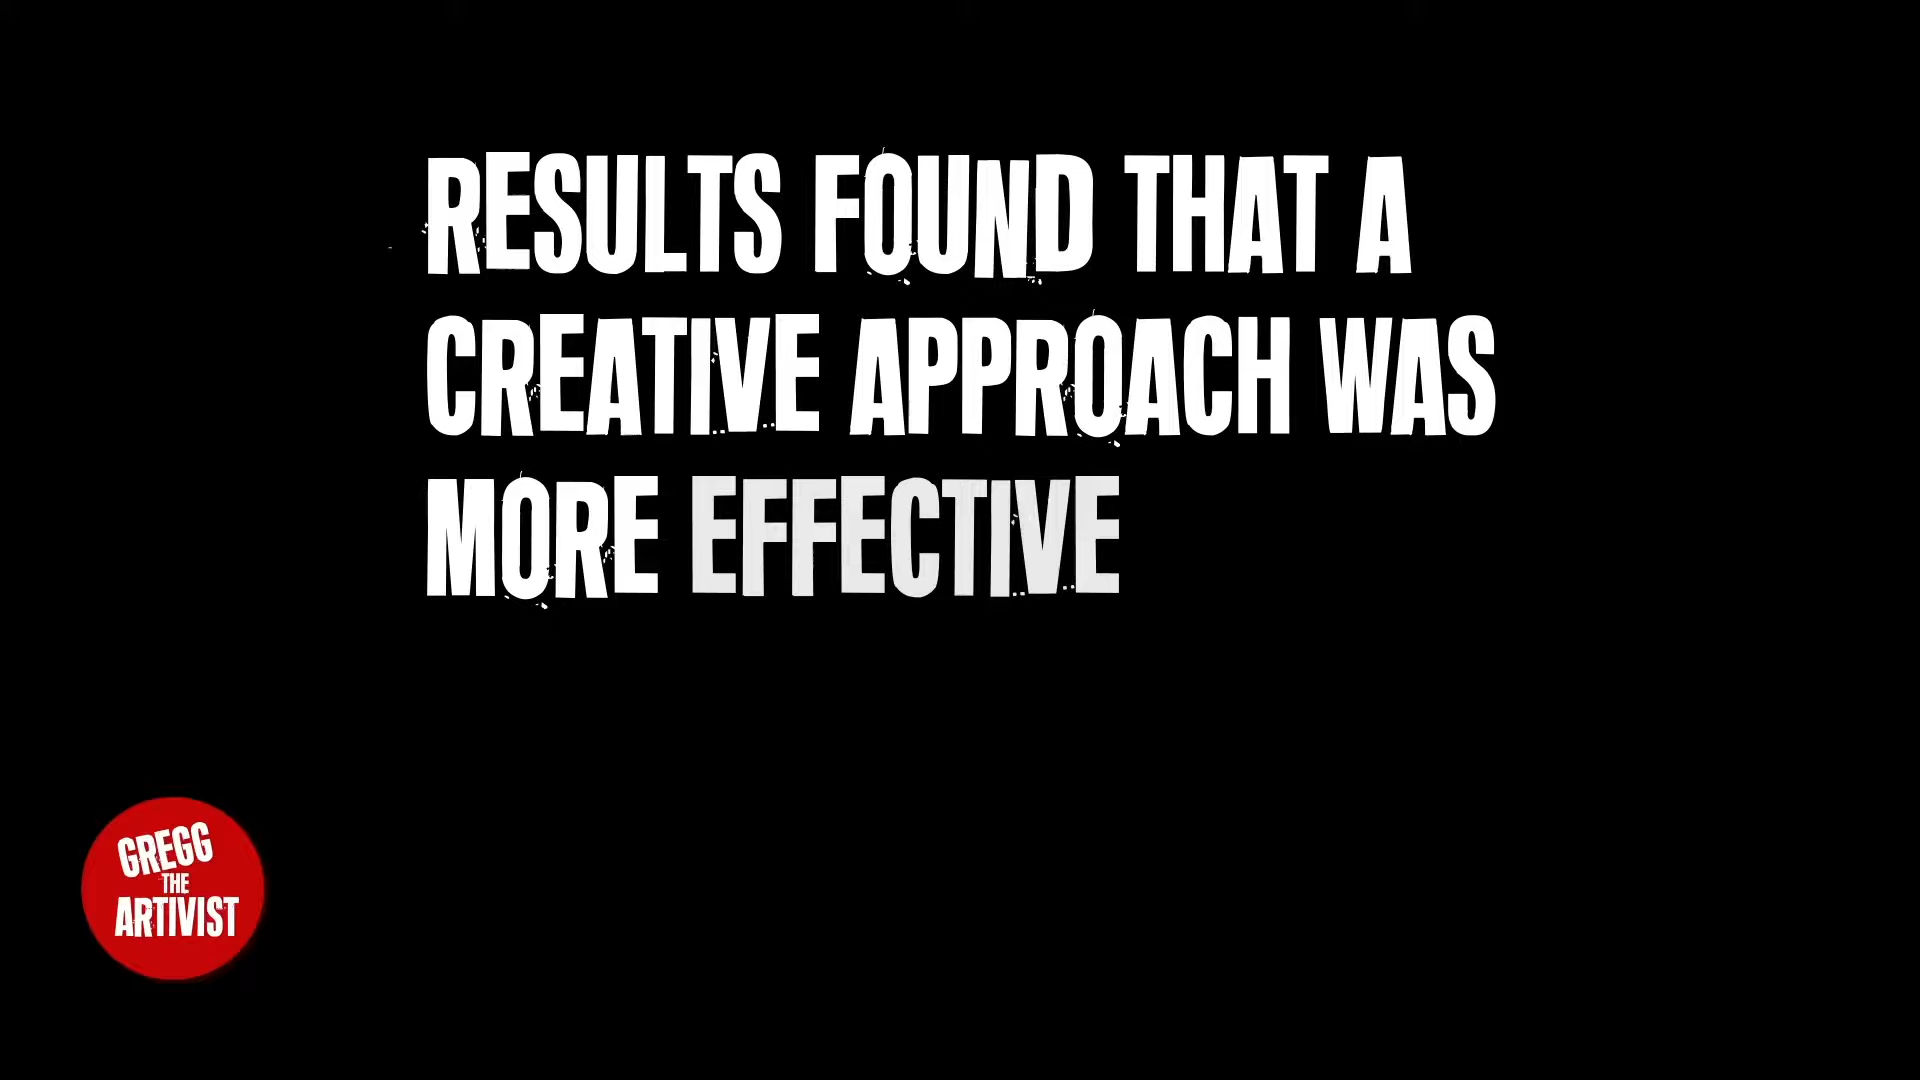 RESULTS FOUND THAT A
CREATIVE APPROACH WAS
MORE EFFECTIVE
GREGG
THE
ARTIVIST